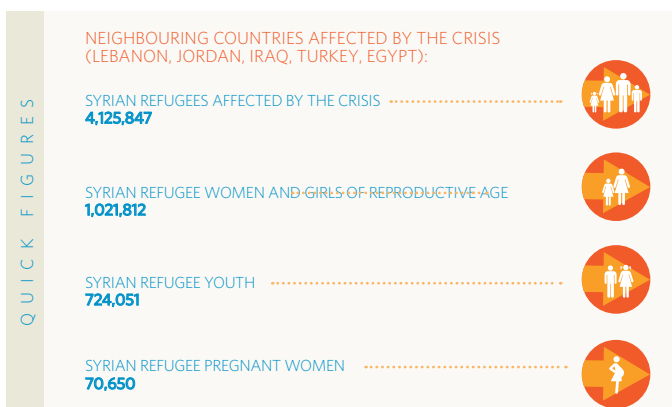 QUICK FIGURES
NEIGHBOURING COUNTRIES AFFECTED BY THE CRISIS
(LEBANON, JORDAN, IRAQ, TURKEY, EGYPT):
SYRIAN REFUGEES AFFECTED BY THE CRISIS
4,125,847
SYRIAN REFUGEE WOMEN AND GIRLS OF REPRODUCTIVE AGE
1,021,812
SYRIAN REFUGEE YOUTH
724,051
SYRIAN REFUGEE PREGNANT WOMEN
70,650